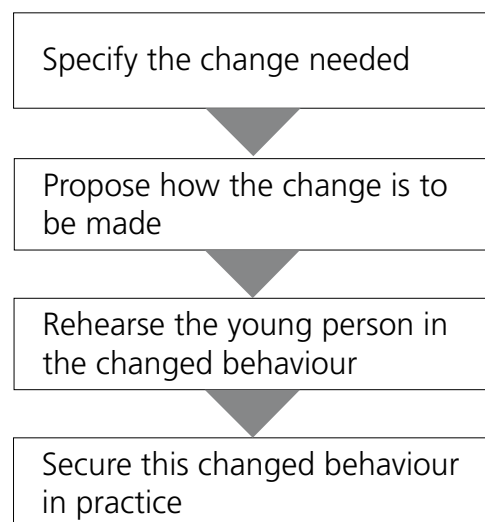 Specify the change needed
Propose how the change is to
be made
Rehearse the young person in
the changed behaviour
Secure this changed behaviour
in practice